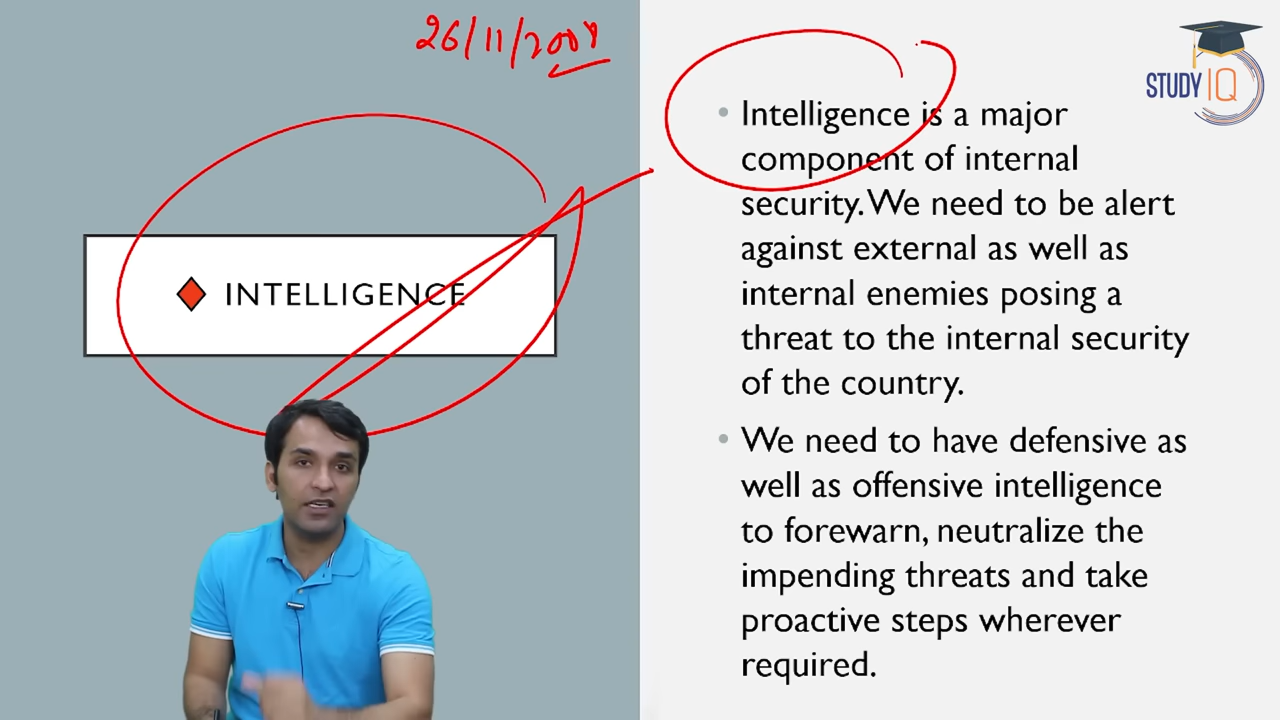 26/11/2008
STUDY IQ
INTELLIGENCE
• Intelligence is a major
component of internal
security. We need to be alert
against external as well as
internal enemies posing a
threat to the internal security
of the country.
• We need to have defensive as
well as offensive intelligence
to forewarn, neutralize the
impending threats and take
proactive steps wherever
required.